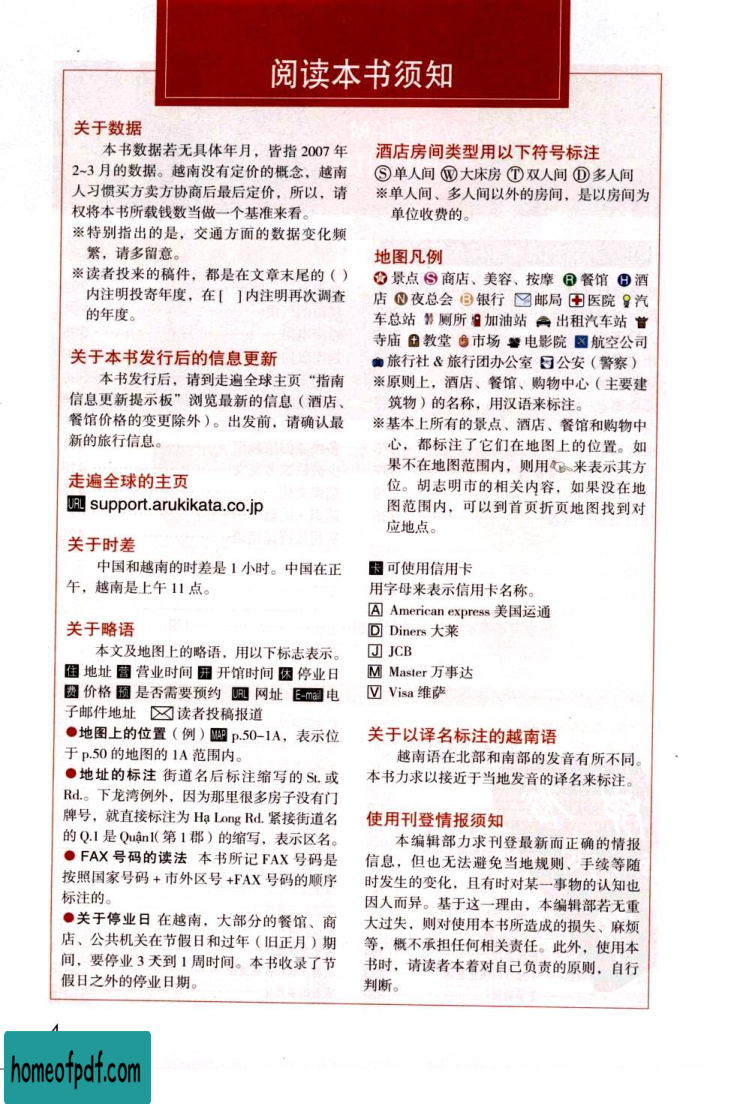 阅读本书须知
关于数据
本书数据若无具体年月，皆指 2007 年
2~3 月的数据。越南没有定价的概念，越南
人习惯买方卖方协商后最后定价，所以，请
权将本书所载钱数当做一个基准来看。
※特别指出的是，交通方面的数据变化频
繁，请多留意。
※读者投来的稿件，都是在文章末尾的（ ）
内注明投寄年度，在 [ ] 内注明再次调查
的年度。
关于本书发行后的信息更新
本书发行后，请到走遍全球主页“指南
信息更新提示板”浏览最新的信息（酒店、
餐馆价格的变更除外）。出发前，请确认最
新的旅行信息。
走遍全球的主页
URL support.arukikata.co.jp
关于时差
中国和越南的时差是 1 小时。中国在正
午，越南是上午 11 点。
关于略语
本文及地图上的略语，用以下标志表示。
住 地址 营 营业时间 开 开馆时间 休 停业日
费 价格 预 是否需要预约 URL 网址 E-mail 电
子邮件地址 读者投稿报道
●地图上的位置（例）MAP p.50-1A，表示位
于 p.50 的地图的 1A 范围内。
●地址的标注 街道名后标注缩写的 St. 或
Rd.。下龙湾例外，因为那里很多房子没有门
牌号，就直接标注为 Hạ Long Rd. 紧接街道名
的 Q.1 是 Quận1（第 1 郡）的缩写，表示区名。
● FAX 号码的读法 本书所记 FAX 号码是
按照国家号码 + 市外区号 +FAX 号码的顺序
标注的。
●关于停业日 在越南，大部分的餐馆、商
店、公共机关在节假日和过年（旧正月）期
间，要停业 3 天到 1 周时间。本书收录了节
假日之外的停业日期。
酒店房间类型用以下符号标注
Ⓢ单人间 Ⓦ大床房 Ⓣ双人间 Ⓓ多人间
※单人间、多人间以外的房间，是以房间为
单位收费的。
地图凡例
景点 S 商店、美容、按摩 R 餐馆 H 酒
店 N 夜总会 B 银行 邮局 医院 汽
车总站 厕所 加油站 出租汽车站
寺庙 教堂 市场 电影院 航空公司
旅行社 & 旅行团办公室 公安（警察）
※原则上，酒店、餐馆、购物中心（主要建
筑物）的名称，用汉语来标注。
※基本上所有的景点、酒店、餐馆和购物中
心，都标注了它们在地图上的位置。如
果不在地图范围内，则用 来表示其方
位。胡志明市的相关内容，如果没在地
图范围内，可以到首页折页地图找到对
应地点。
卡 可使用信用卡
用字母来表示信用卡名称。
A American express 美国运通
D Diners 大莱
J JCB
M Master 万事达
V Visa 维萨
关于以译名标注的越南语
越南语在北部和南部的发音有所不同。
本书力求以接近于当地发音的译名来标注。
使用刊登情报须知
本编辑部力求刊登最新而正确的情报
信息，但也无法避免当地规则、手续等随
时发生的变化，且有时对某一事物的认知也
因人而异。基于这一理由，本编辑部若无重
大过失，则对使用本书所造成的损失、麻烦
等，概不承担任何相关责任。此外，使用本
书时，请读者本着对自己负责的原则，自行
判断。
homeofpdf.com